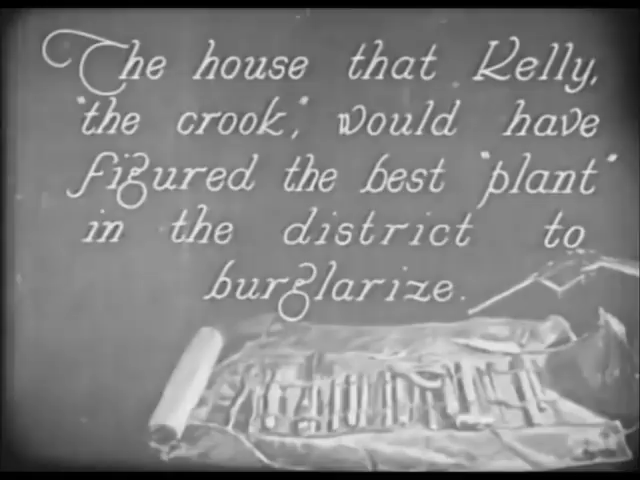 The house that Kelly,
"the crook," would have
figured the best "plant"
in the district to
burglarize.